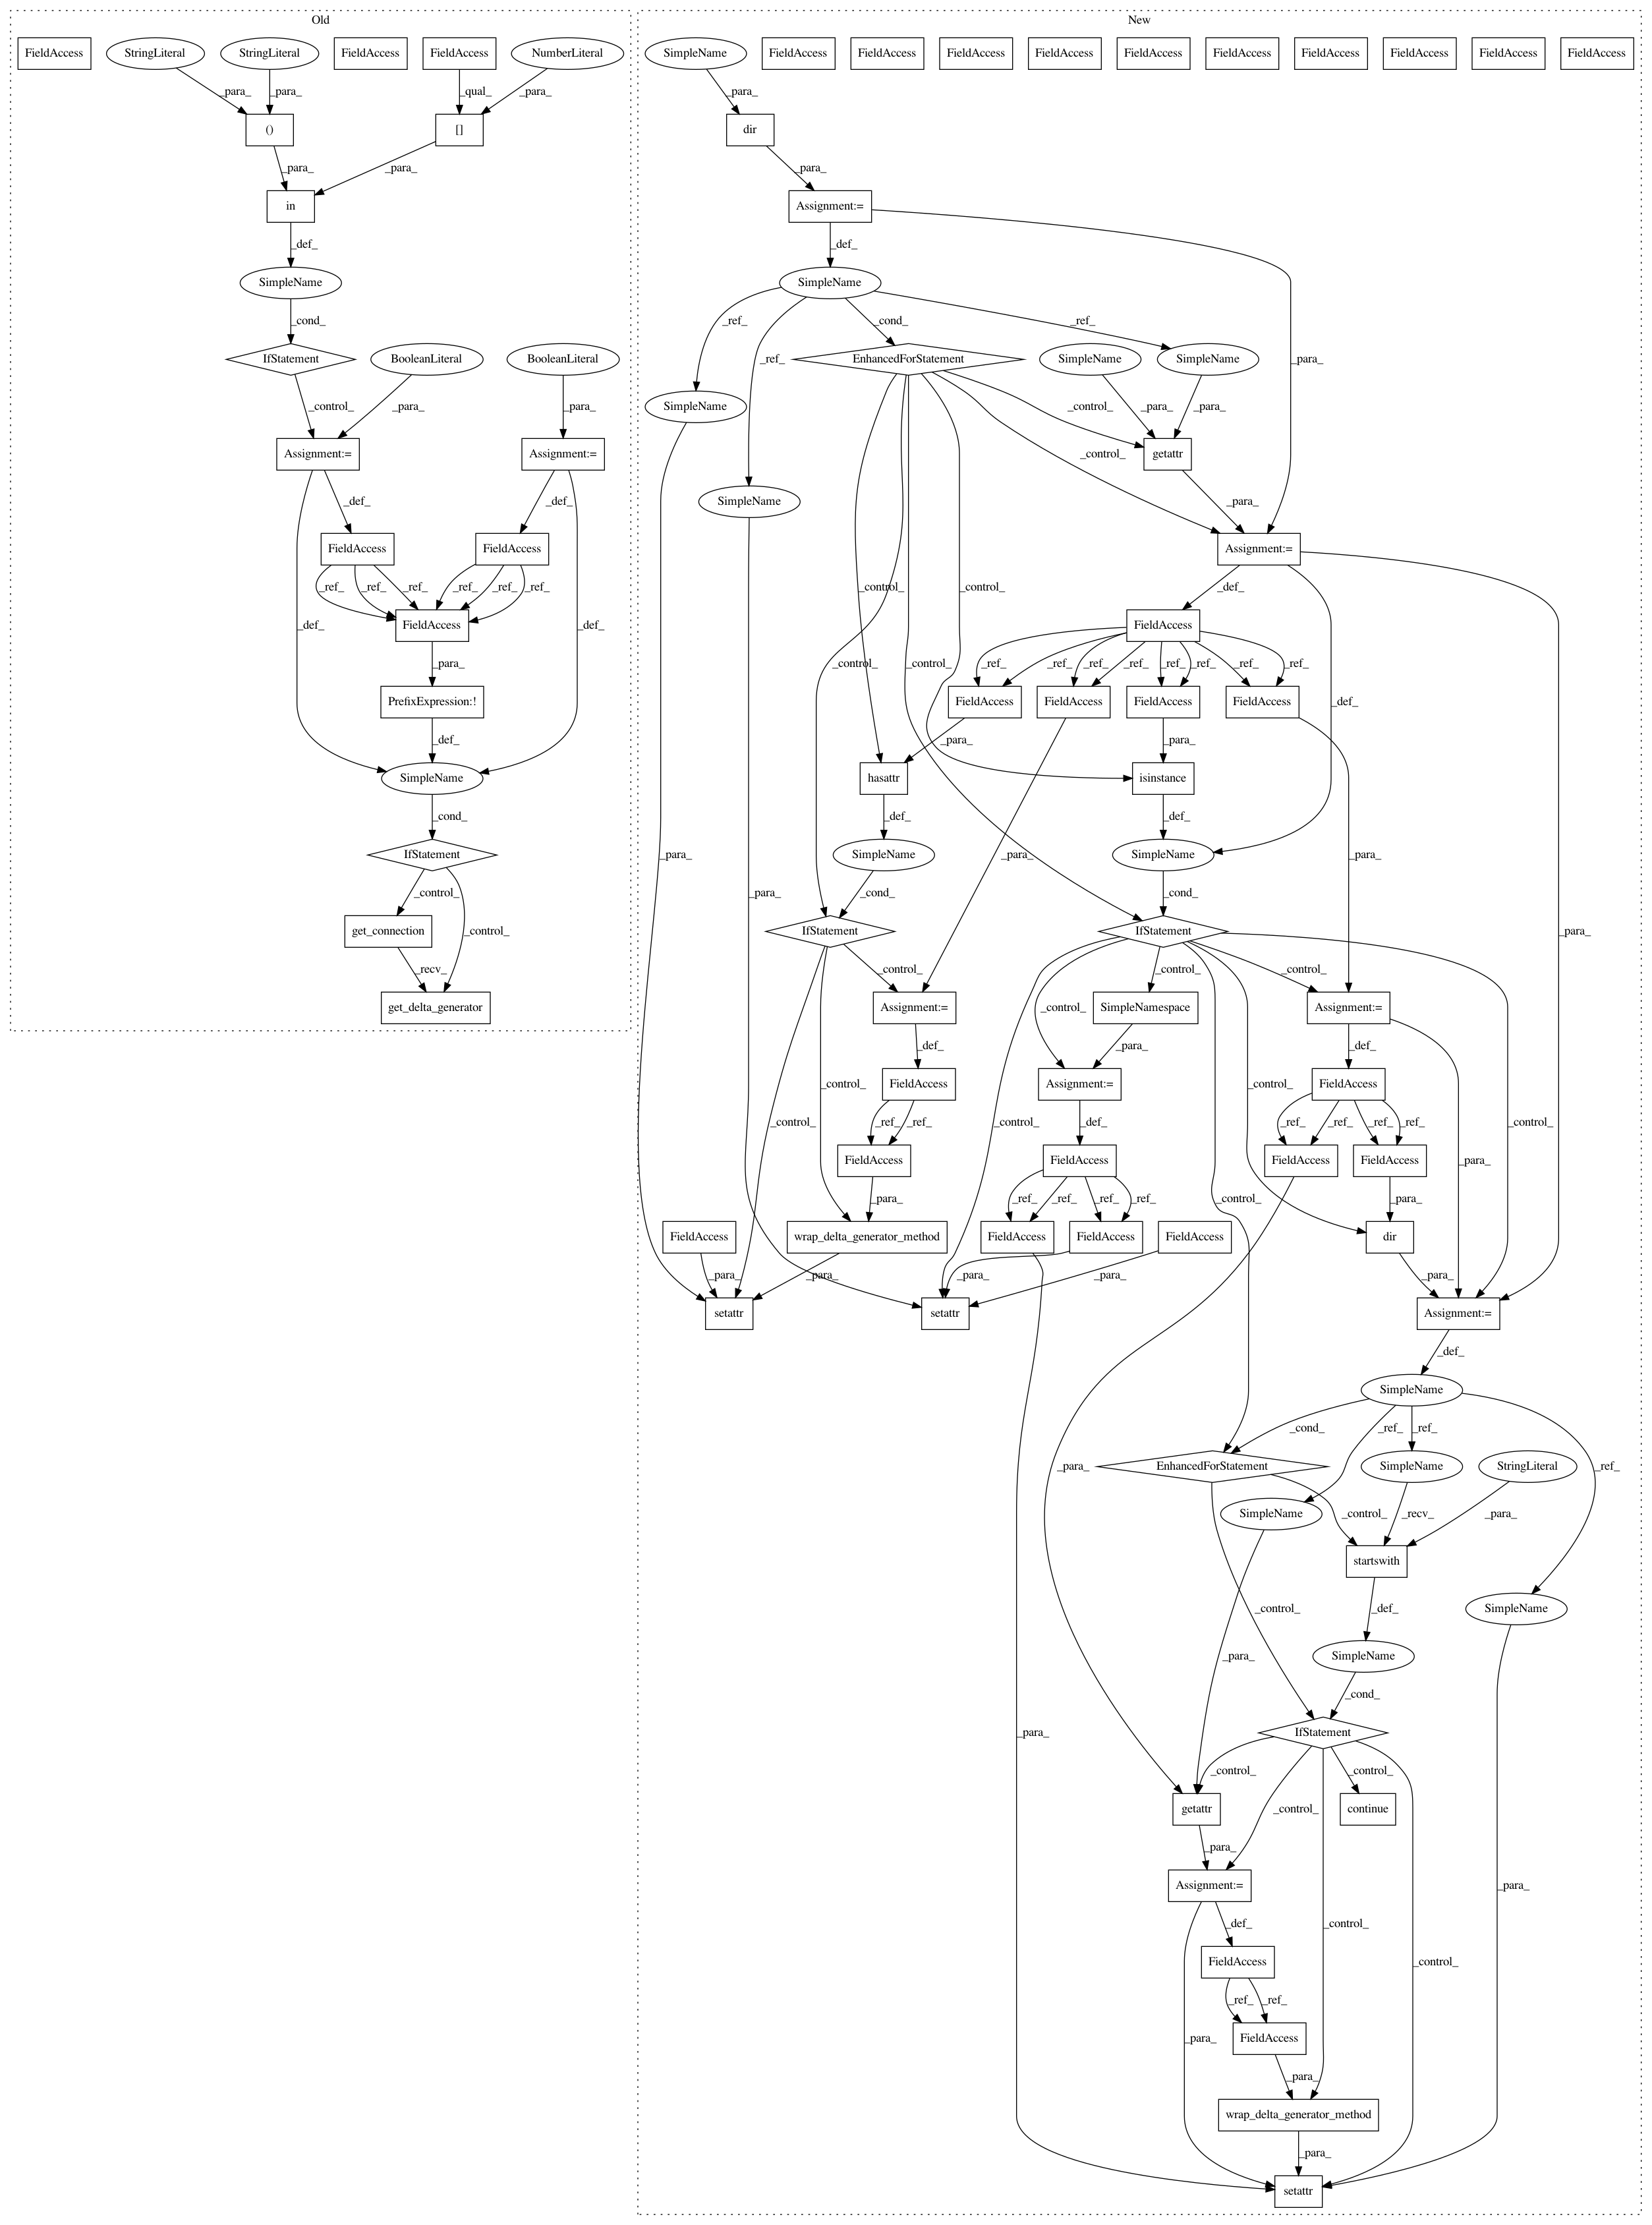 Old
New
FieldAccess
StringLiteral
StringLiteral
FieldAccess
FieldAccess
NumberLiteral
SimpleName
FieldAccess
FieldAccess
FieldAccess
FieldAccess
FieldAccess
FieldAccess
FieldAccess
FieldAccess
FieldAccess
FieldAccess
_para_
_para_
_qual_
_para_
_para_
()
[]
dir
_para_
_para_
_para_
in
Assignment:=
_def_
_def_
SimpleName
SimpleName
_cond_
_ref_
_ref_
_cond_
_ref_
_para_
IfStatement
BooleanLiteral
BooleanLiteral
EnhancedForStatement
SimpleName
SimpleName
_control_
_para_
_para_
SimpleName
_control_
_para_
_para_
Assignment:=
Assignment:=
_control_
getattr
_def_
_def_
SimpleName
_para_
FieldAccess
FieldAccess
Assignment:=
_ref_
_ref_
_ref_
_ref_
_ref_
_ref_
_control_
_control_
_def_
FieldAccess
_def_
_def_
FieldAccess
_para_
_control_
_control_
_ref_
_ref_
_ref_
_ref_
_ref_
_ref_
_ref_
_ref_
PrefixExpression:!
FieldAccess
FieldAccess
FieldAccess
FieldAccess
_def_
_def_
_para_
_para_
SimpleName
hasattr
isinstance
_cond_
_def_
_def_
IfStatement
_para_
SimpleName
SimpleName
_para_
_para_
_control_
_para_
_cond_
_cond_
get_connection
_control_
IfStatement
IfStatement
_para_
_recv_
_control_
_control_
_control_
_control_
get_delta_generator
Assignment:=
SimpleNamespace
Assignment:=
_def_
_control_
_para_
_def_
FieldAccess
Assignment:=
FieldAccess
_control_
_control_
_ref_
_ref_
_control_
_def_
_control_
_ref_
_ref_
_ref_
_ref_
_para_
_control_
FieldAccess
FieldAccess
FieldAccess
FieldAccess
_para_
_ref_
_ref_
_ref_
_ref_
_control_
_para_
FieldAccess
wrap_delta_generator_method
FieldAccess
FieldAccess
FieldAccess
dir
_para_
_para_
_para_
_para_
_para_
setattr
setattr
Assignment:=
_def_
SimpleName
_cond_
_ref_
_ref_
_para_
EnhancedForStatement
SimpleName
StringLiteral
_ref_
SimpleName
_control_
_recv_
_para_
startswith
_control_
_def_
SimpleName
_para_
SimpleName
_cond_
_para_
IfStatement
_control_
_control_
getattr
_control_
continue
_para_
Assignment:=
_para_
_def_
_control_
FieldAccess
_control_
_ref_
_ref_
_para_
FieldAccess
_para_
wrap_delta_generator_method
_para_
setattr